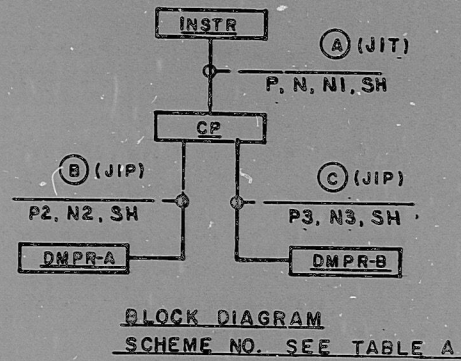 INSTR
A (JIT)
P, N, N1, SH
CP
B (JIP)
C (JIP)
P2, N2, SH
P3, N3, SH
DMPR-A
DMPR-B
BLOCK DIAGRAM
SCHEME NO. SEE TABLE A